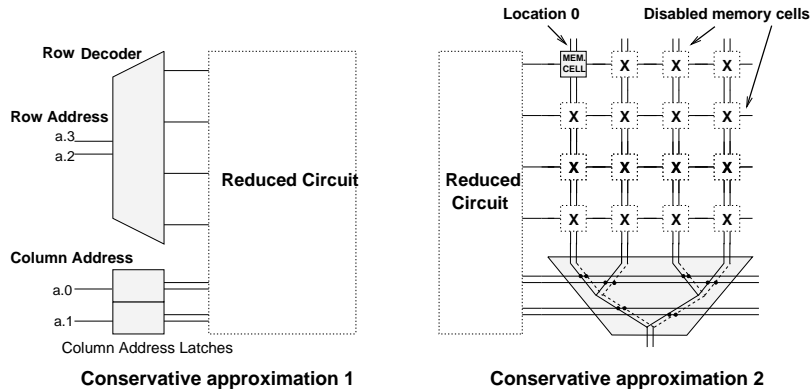 Row Decoder
Row Address
a.3
a.2
Reduced Circuit
Column Address
a.0
a.1
Column Address Latches
Conservative approximation 1
Location 0
Disabled memory cells
MEM.
CELL
X X X
X X X X
X X X X
X X X X
Reduced
Circuit
Conservative approximation 2